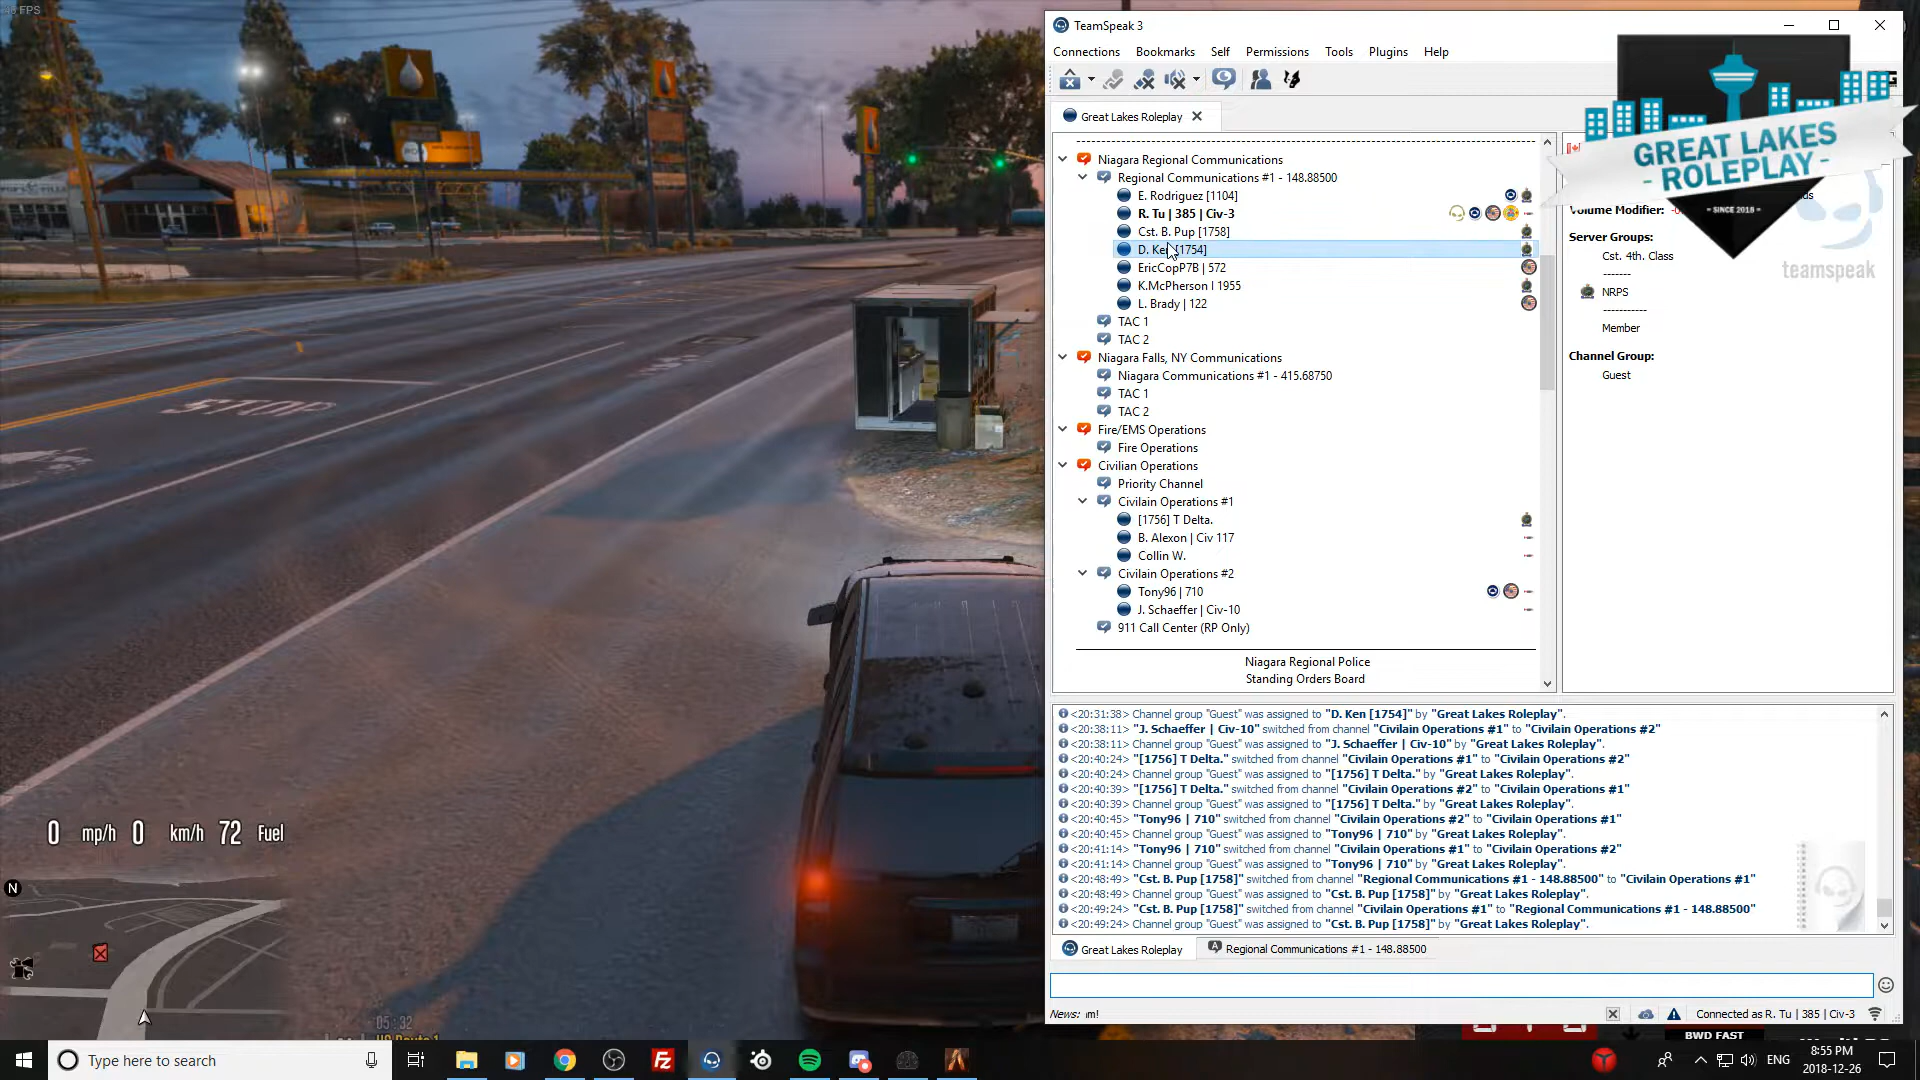 FPS
STOP
0 mp/h 0 km/h 72 Fuel
N
05:32
TeamSpeak 3
Connections Bookmarks Self Permissions Tools Plugins Help
Great Lakes Roleplay
GREAT LAKES
ROLEPLAY
SINCE 2018
teamspeak
Niagara Regional Communications
Regional Communications #1 - 148.88500
E. Rodriguez [1104]
R. Tu | 385 | Civ-3
Cst. B. Pup [1758]
D. Ken [1754]
EricCopP7B | 572
K.McPherson I 1955
L. Brady | 122
TAC 1
TAC 2
Niagara Falls, NY Communications
Niagara Communications #1 - 415.68750
TAC 1
TAC 2
Fire/EMS Operations
Fire Operations
Civilian Operations
Priority Channel
Civilain Operations #1
[1756] T Delta.
B. Alexon | Civ 117
Collin W.
Civilain Operations #2
Tony96 | 710
J. Schaeffer | Civ-10
911 Call Center (RP Only)
Niagara Regional Police
Standing Orders Board
Volume Modifier:
Server Groups:
Cst. 4th. Class
-------
NRPS
-----------
Member
Channel Group:
Guest
<20:31:38> Channel group "Guest" was assigned to "D. Ken [1754]" by "Great Lakes Roleplay".
<20:38:11> "J. Schaeffer | Civ-10" switched from channel "Civilain Operations #1" to "Civilain Operations #2"
<20:38:11> Channel group "Guest" was assigned to "J. Schaeffer | Civ-10" by "Great Lakes Roleplay".
<20:40:24> "[1756] T Delta." switched from channel "Civilain Operations #1" to "Civilain Operations #2"
<20:40:24> Channel group "Guest" was assigned to "[1756] T Delta." by "Great Lakes Roleplay".
<20:40:39> "[1756] T Delta." switched from channel "Civilain Operations #2" to "Civilain Operations #1"
<20:40:39> Channel group "Guest" was assigned to "[1756] T Delta." by "Great Lakes Roleplay".
<20:40:45> "Tony96 | 710" switched from channel "Civilain Operations #2" to "Civilain Operations #1"
<20:40:45> Channel group "Guest" was assigned to "Tony96 | 710" by "Great Lakes Roleplay".
<20:41:14> "Tony96 | 710" switched from channel "Civilain Operations #1" to "Civilain Operations #2"
<20:41:14> Channel group "Guest" was assigned to "Tony96 | 710" by "Great Lakes Roleplay".
<20:48:49> "Cst. B. Pup [1758]" switched from channel "Regional Communications #1 - 148.88500" to "Civilain Operations #1"
<20:48:49> Channel group "Guest" was assigned to "Cst. B. Pup [1758]" by "Great Lakes Roleplay".
<20:49:24> "Cst. B. Pup [1758]" switched from channel "Civilain Operations #1" to "Regional Communications #1 - 148.88500"
<20:49:24> Channel group "Guest" was assigned to "Cst. B. Pup [1758]" by "Great Lakes Roleplay".
Great Lakes Roleplay Regional Communications #1 - 148.88500
News: m! Connected as R. Tu | 385 | Civ-3
BWD FAST
Type here to search
ENG
8:55 PM
2018-12-26